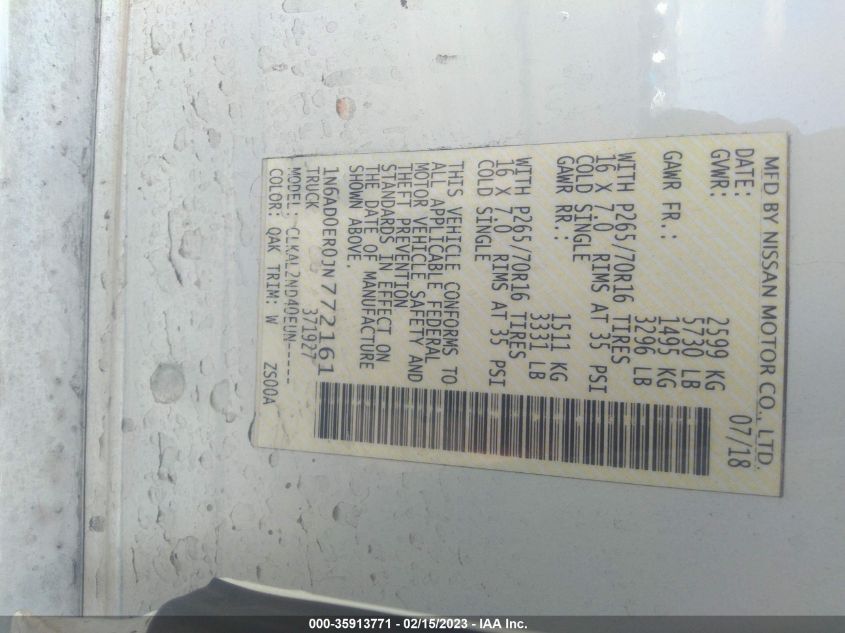 MFD BY NISSAN MOTOR CO., LTD.
DATE: 07/18
GVWR: 2599 KG
5730 LB
GAWR FR.: 1495 KG
3296 LB
WITH P265/70R16 TIRES
16 X 7.0 RIMS AT 35 PSI
COLD SINGLE
GAWR RR.: 1511 KG
3331 LB
WITH P265/70R16 TIRES
16 X 7.0 RIMS AT 35 PSI
COLD SINGLE
THIS VEHICLE CONFORMS TO
ALL APPLICABLE FEDERAL
MOTOR VEHICLE SAFETY AND
THEFT PREVENTION
STANDARDS IN EFFECT ON
THE DATE OF MANUFACTURE
SHOWN ABOVE.
1N6AD0ER0JN772161
TRUCK 371927
MODEL: CLKAL2ND40EUN-----
COLOR: QAK TRIM: W ZS00A
000-35913771 - 02/15/2023 - IAA Inc.